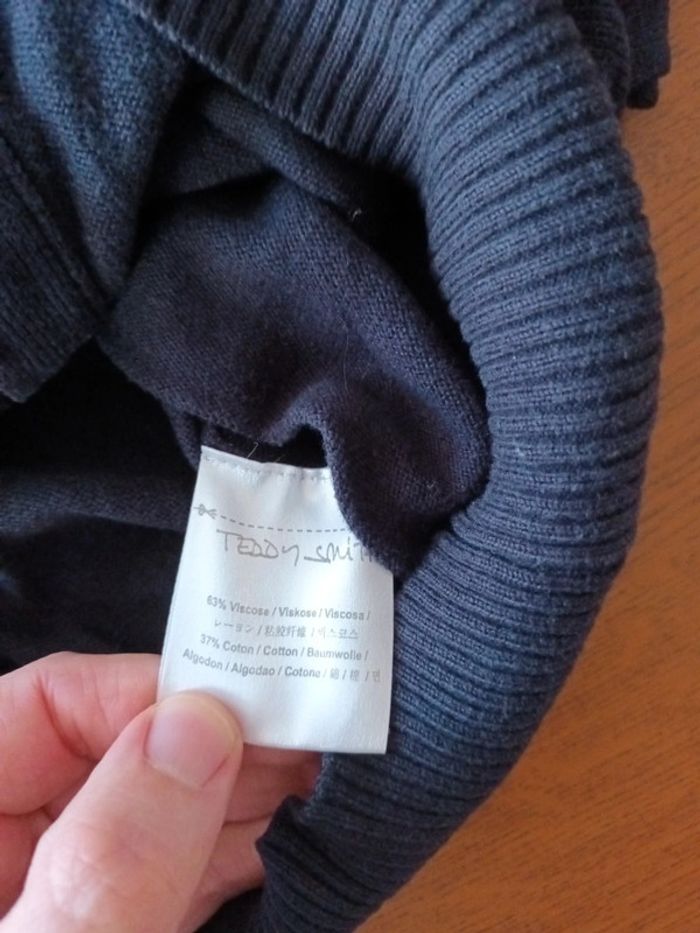 TEDDY SMITH
63% Viscose / Viskose / Viscosa /
レーヨン / 粘胶纤维 / 비스코스
37% Coton / Cotton / Baumwolle /
Algodon / Algodao / Cotone / 綿 / 棉 / 면